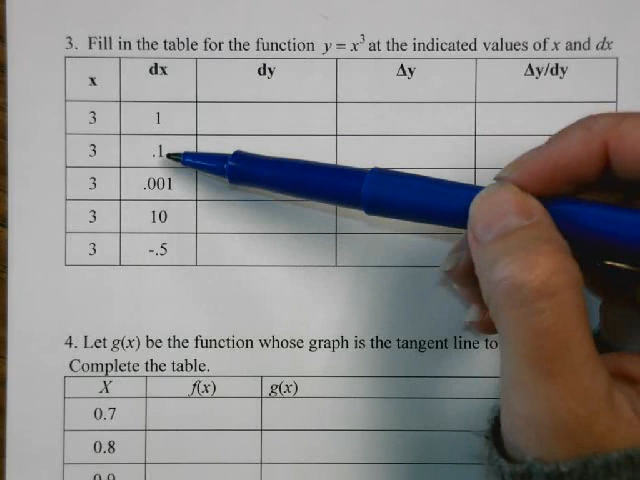 3. Fill in the table for the function y = x³ at the indicated values of x and dx
x dx dy Δy Δy/dy
3 1
3 .1
3 .001
3 10
3 -.5
4. Let g(x) be the function whose graph is the tangent line to
Complete the table.
X f(x) g(x)
0.7
0.8
0.9